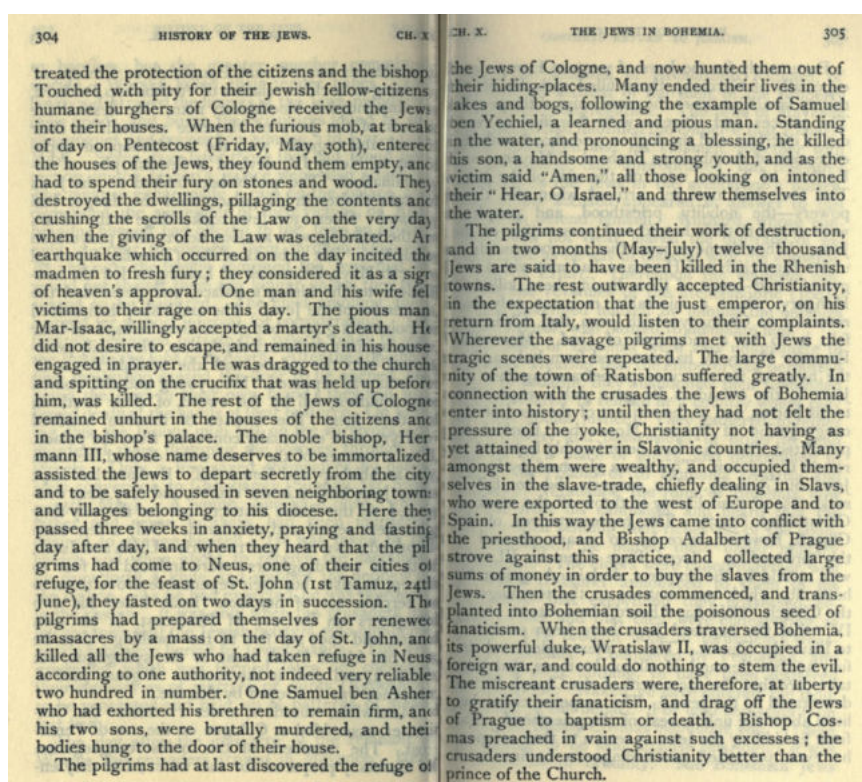 304 HISTORY OF THE JEWS. CH. X
treated the protection of the citizens and the bishop
Touched with pity for their Jewish fellow-citizens
humane burghers of Cologne received the Jews
into their houses. When the furious mob, at break
of day on Pentecost (Friday, May 30th), entered
the houses of the Jews, they found them empty, and
had to spend their fury on stones and wood. They
destroyed the dwellings, pillaging the contents and
crushing the scrolls of the Law on the very day
when the giving of the Law was celebrated. An
earthquake which occurred on the day incited the
madmen to fresh fury; they considered it as a sign
of heaven's approval. One man and his wife fel
victims to their rage on this day. The pious man
Mar-Isaac, willingly accepted a martyr's death. He
did not desire to escape, and remained in his house
engaged in prayer. He was dragged to the church
and spitting on the crucifix that was held up before
him, was killed. The rest of the Jews of Cologne
remained unhurt in the houses of the citizens and
in the bishop's palace. The noble bishop, Her
mann III, whose name deserves to be immortalized
assisted the Jews to depart secretly from the city
and to be safely housed in seven neighboring towns
and villages belonging to his diocese. Here they
passed three weeks in anxiety, praying and fasting
day after day, and when they heard that the pil
grims had come to Neus, one of their cities of
refuge, for the feast of St. John (1st Tamuz, 24th
June), they fasted on two days in succession. The
pilgrims had prepared themselves for renewed
massacres by a mass on the day of St. John, and
killed all the Jews who had taken refuge in Neus
according to one authority, not indeed very reliable
two hundred in number. One Samuel ben Asher
who had exhorted his brethren to remain firm, and
his two sons, were brutally murdered, and thei
bodies hung to the door of their house.
The pilgrims had at last discovered the refuge of
CH. X. THE JEWS IN BOHEMIA. 305
the Jews of Cologne, and now hunted them out of
their hiding-places. Many ended their lives in the
akes and bogs, following the example of Samuel
ben Yechiel, a learned and pious man. Standing
in the water, and pronouncing a blessing, he killed
his son, a handsome and strong youth, and as the
victim said "Amen," all those looking on intoned
their "Hear, O Israel," and threw themselves into
the water.
The pilgrims continued their work of destruction,
and in two months (May–July) twelve thousand
Jews are said to have been killed in the Rhenish
towns. The rest outwardly accepted Christianity,
in the expectation that the just emperor, on his
return from Italy, would listen to their complaints.
Wherever the savage pilgrims met with Jews the
tragic scenes were repeated. The large commu-
nity of the town of Ratisbon suffered greatly. In
connection with the crusades the Jews of Bohemia
enter into history; until then they had not felt the
pressure of the yoke, Christianity not having as
yet attained to power in Slavonic countries. Many
amongst them were wealthy, and occupied them-
selves in the slave-trade, chiefly dealing in Slavs,
who were exported to the west of Europe and to
Spain. In this way the Jews came into conflict with
the priesthood, and Bishop Adalbert of Prague
strove against this practice, and collected large
sums of money in order to buy the slaves from the
Jews. Then the crusades commenced, and trans-
planted into Bohemian soil the poisonous seed of
fanaticism. When the crusaders traversed Bohemia,
its powerful duke, Wratislaw II, was occupied in a
foreign war, and could do nothing to stem the evil.
The miscreant crusaders were, therefore, at liberty
to gratify their fanaticism, and drag off the Jews
of Prague to baptism or death. Bishop Cos-
mas preached in vain against such excesses; the
crusaders understood Christianity better than the
prince of the Church.